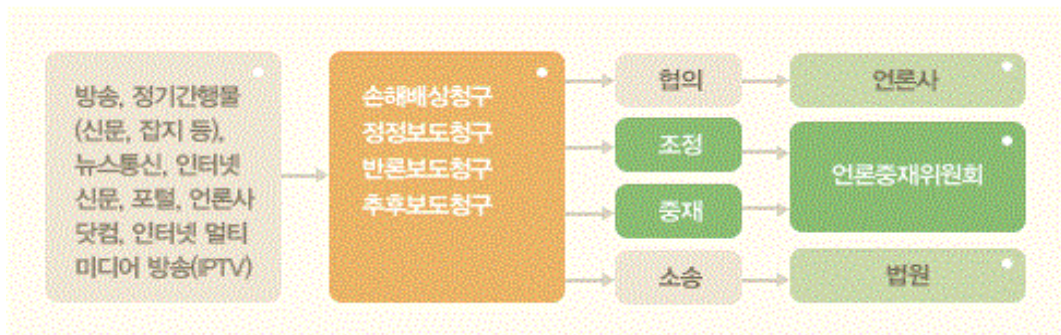 방송, 정기간행물
(신문, 잡지 등),
뉴스통신, 인터넷
신문, 포털, 언론사
닷컴, 인터넷 멀티
미디어 방송(IPTV)
손해배상청구
정정보도청구
반론보도청구
추후보도청구
협의
조정
중재
소송
언론사
언론중재위원회
법원